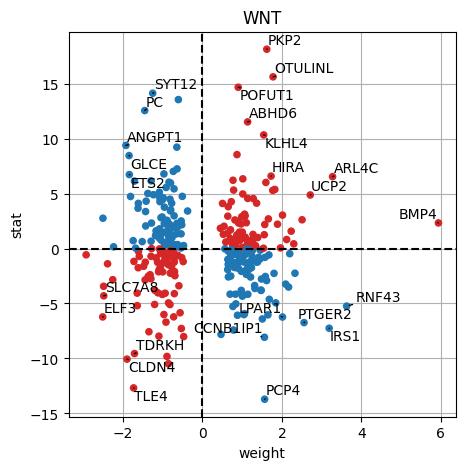 WNT
PKP2
OTULINL
SYT12
POFUT1
PC
ABHD6
ANGPT1
KLHL4
GLCE
HIRA
ARL4C
ETS2
UCP2
BMP4
SLC7A8
RNF43
ELF3
LPAR1
PTGER2
CCNB1IP1
IRS1
TDRKH
CLDN4
TLE4
PCP4
15
10
5
0
−5
−10
−15
stat
−2
0
2
4
6
weight